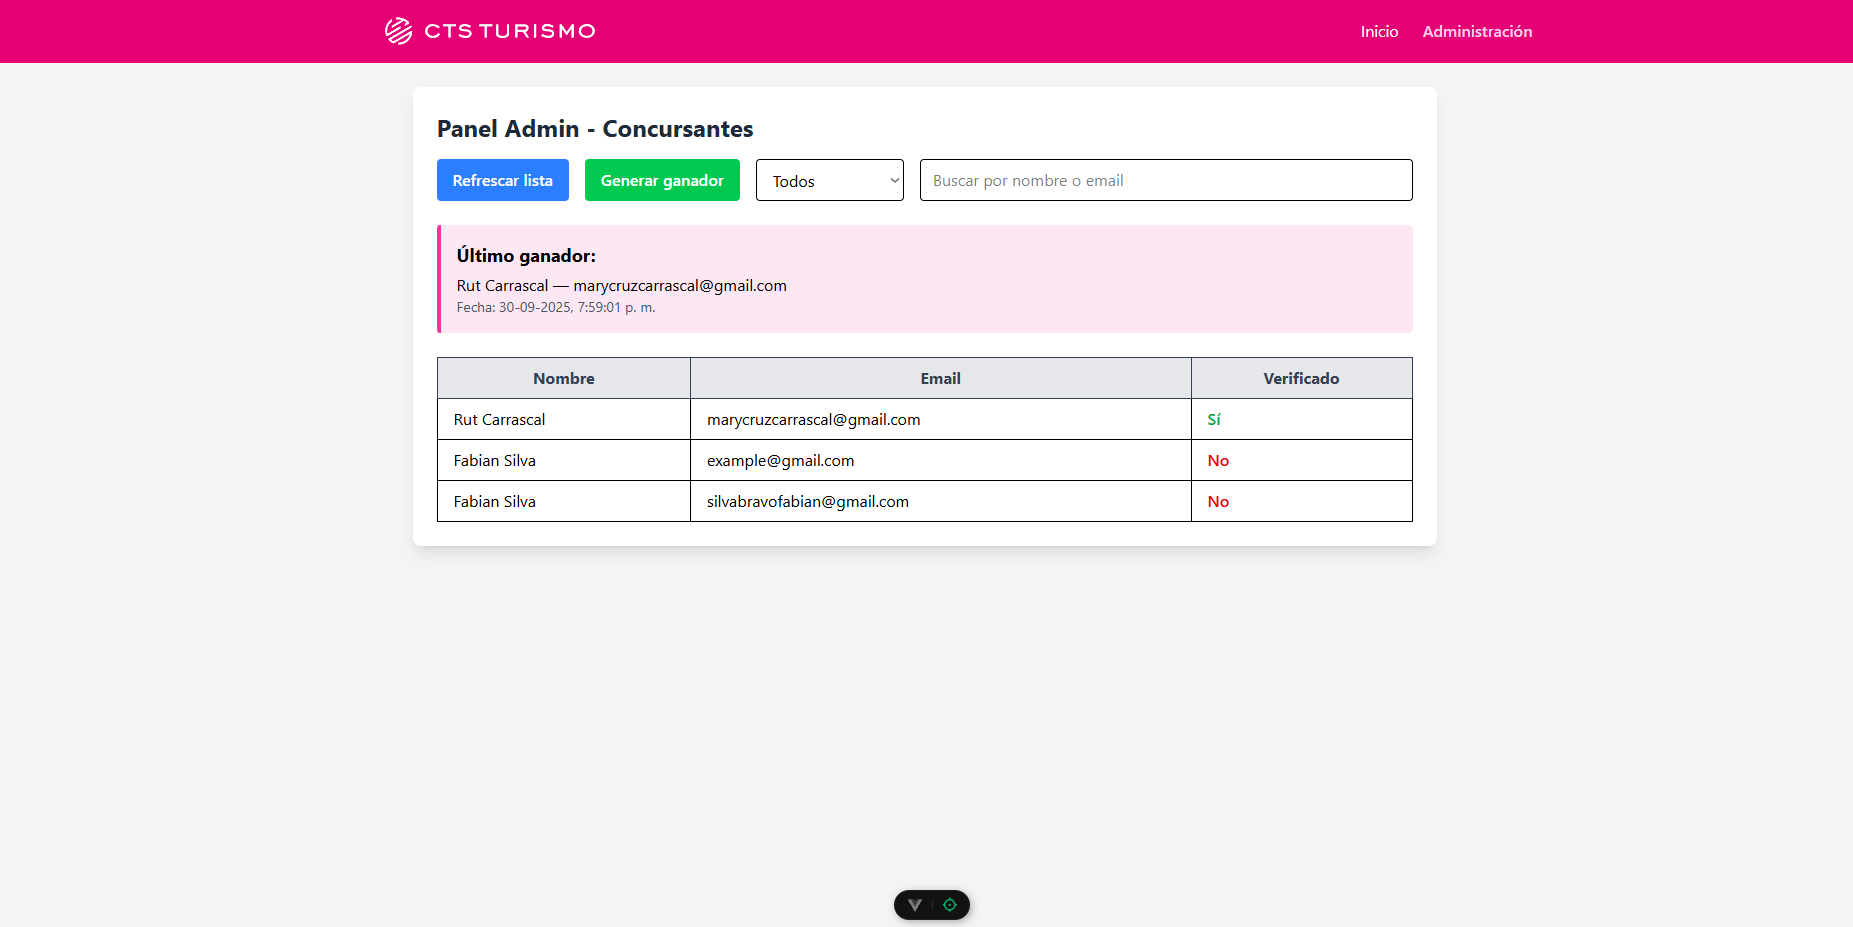 CTS TURISMO
Inicio Administración
Panel Admin - Concursantes
Refrescar lista Generar ganador Todos Buscar por nombre o email
Último ganador:
Rut Carrascal — marycruzcarrascal@gmail.com
Fecha: 30-09-2025, 7:59:01 p. m.
Nombre Email Verificado
Rut Carrascal marycruzcarrascal@gmail.com Sí
Fabian Silva example@gmail.com No
Fabian Silva silvabravofabian@gmail.com No